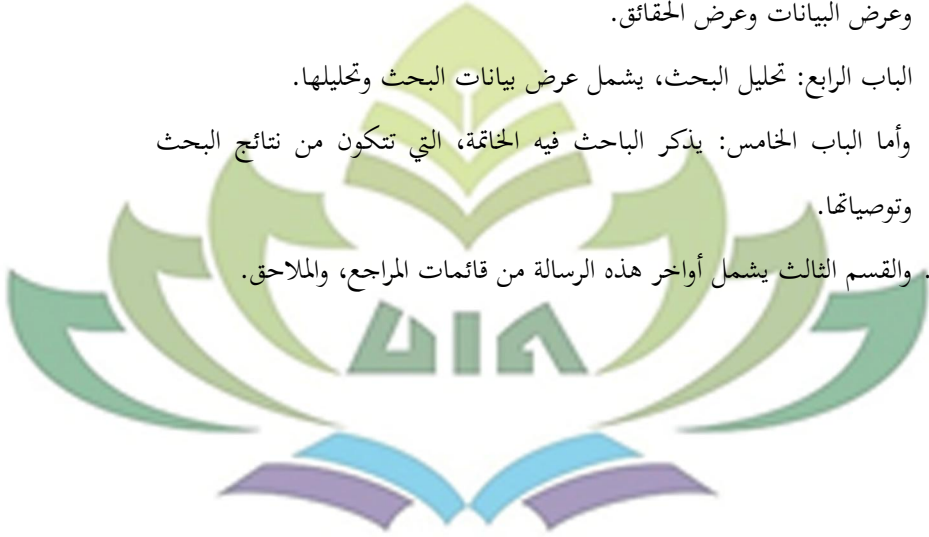 وعرض البيانات وعرض الحقائق.
الباب الرابع: تحليل البحث، يشمل عرض بيانات البحث وتحليلها.
وأما الباب الخامس: يذكر الباحث فيه الخاتمة، التي تتكون من نتائج البحث
وتوصياتها.
. والقسم الثالث يشمل أواخر هذه الرسالة من قائمات المراجع، والملاحق.
UIN